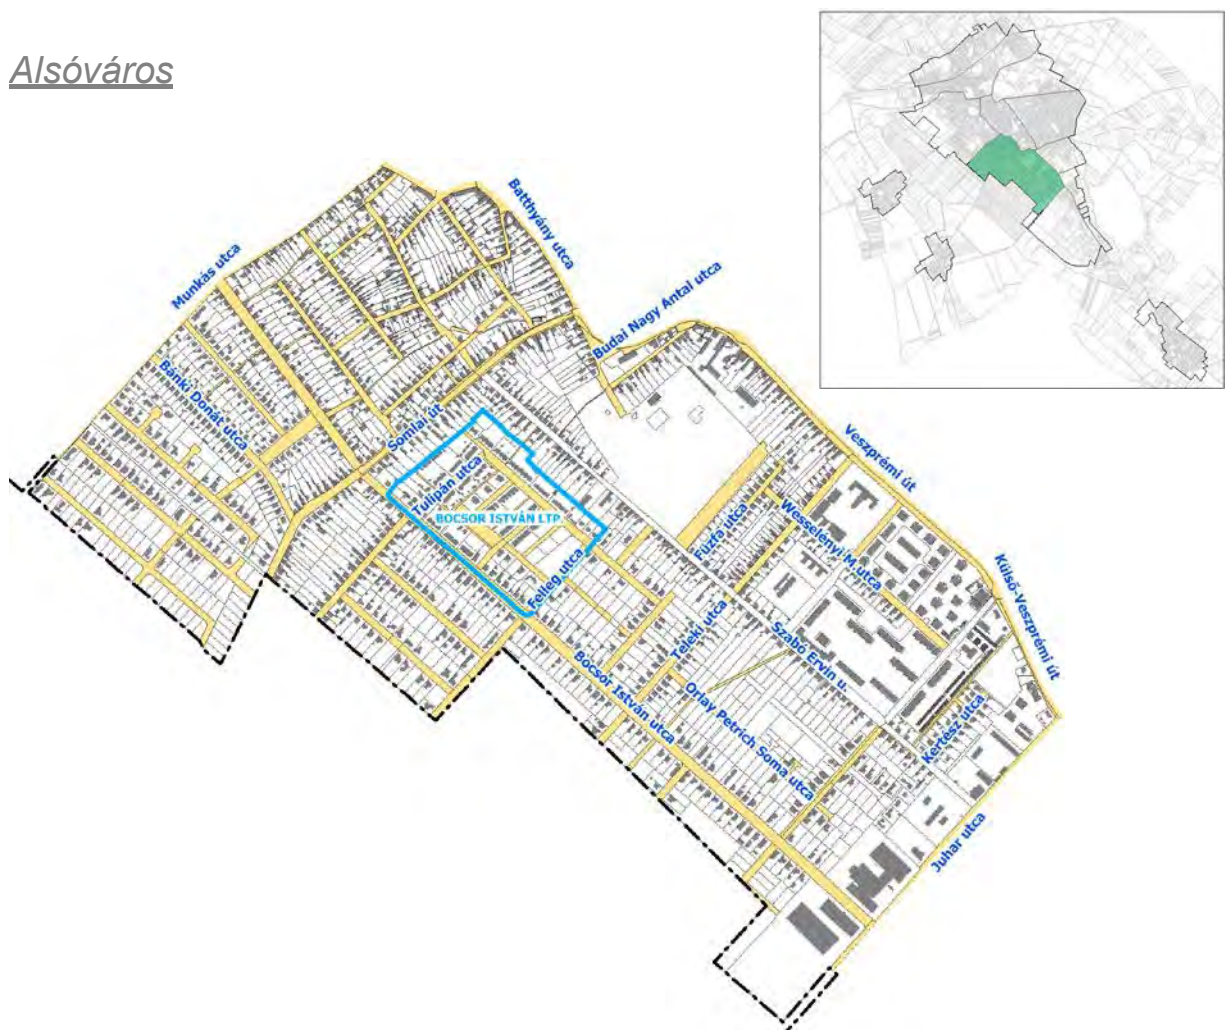 Alsóváros
Batthyány utca
Munkás utca
Budai Nagy Antal utca
Bánki Donát utca
Somlai út
Veszprémi út
Tulipán utca
BOCSOR ISTVÁN LTP.
Fűzfa utca
Wesselényi M.utca
Felleg utca
Külső-Veszprémi út
Teleki utca
Szabó Ervin u.
Bocsor István utca
Orlay Petrich Soma utca
Kertész utca
Juhar utca